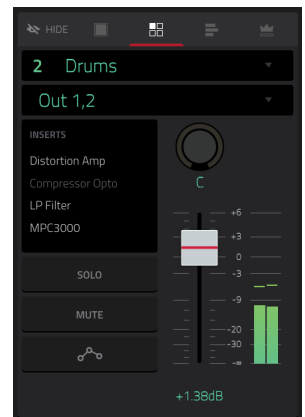 HIDE
2 Drums
Out 1,2
INSERTS
Distortion Amp
Compressor Opto
LP Filter
MPC3000
C
+6
+3
0
-3
-9
-20
-30
-∞
SOLO
MUTE
+1.38dB